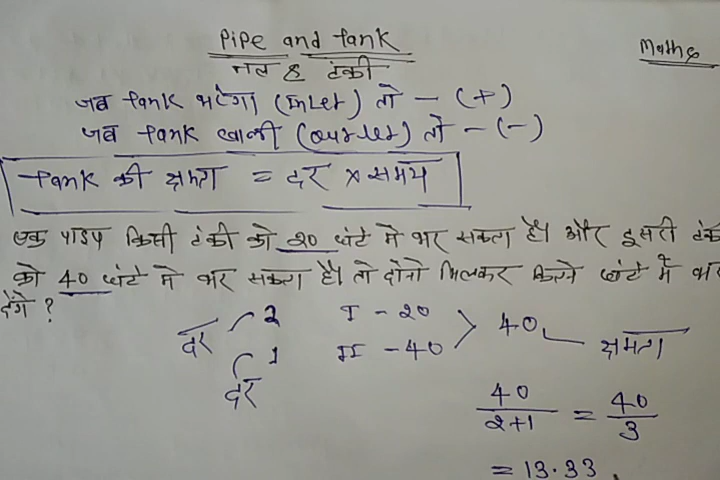 Pipe and tank
Maths
नल & टंकी
जब tank भरेगा (Inlet) तो — (+)
जब tank खाली (outlet) तो — (-)
tank की क्षमता = दर × समय
एक पाइप किसी टंकी को 20 घंटे मे भर सकता है। और दूसरी टंकी
को 40 घंटे मे भर सकता है। तो दोनो मिलकर कितने घंटे में भर
देंगे ?
दर 2 I - 20
40 क्षमता
1 II - 40
दर
40 / 2+1 = 40 / 3
= 13.33